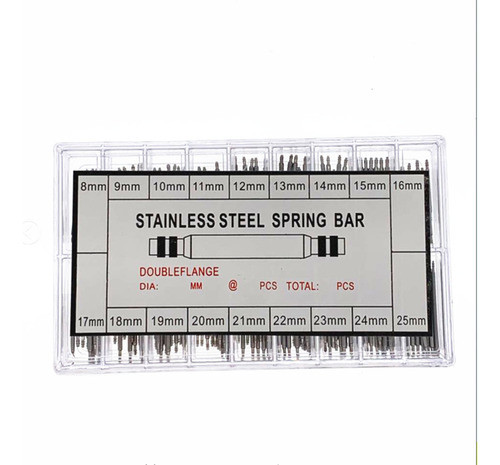 8mm 9mm 10mm 11mm 12mm 13mm 14mm 15mm 16mm
STAINLESS STEEL SPRING BAR
DOUBLEFLANGE
DIA: MM @ PCS TOTAL: PCS
17mm 18mm 19mm 20mm 21mm 22mm 23mm 24mm 25mm